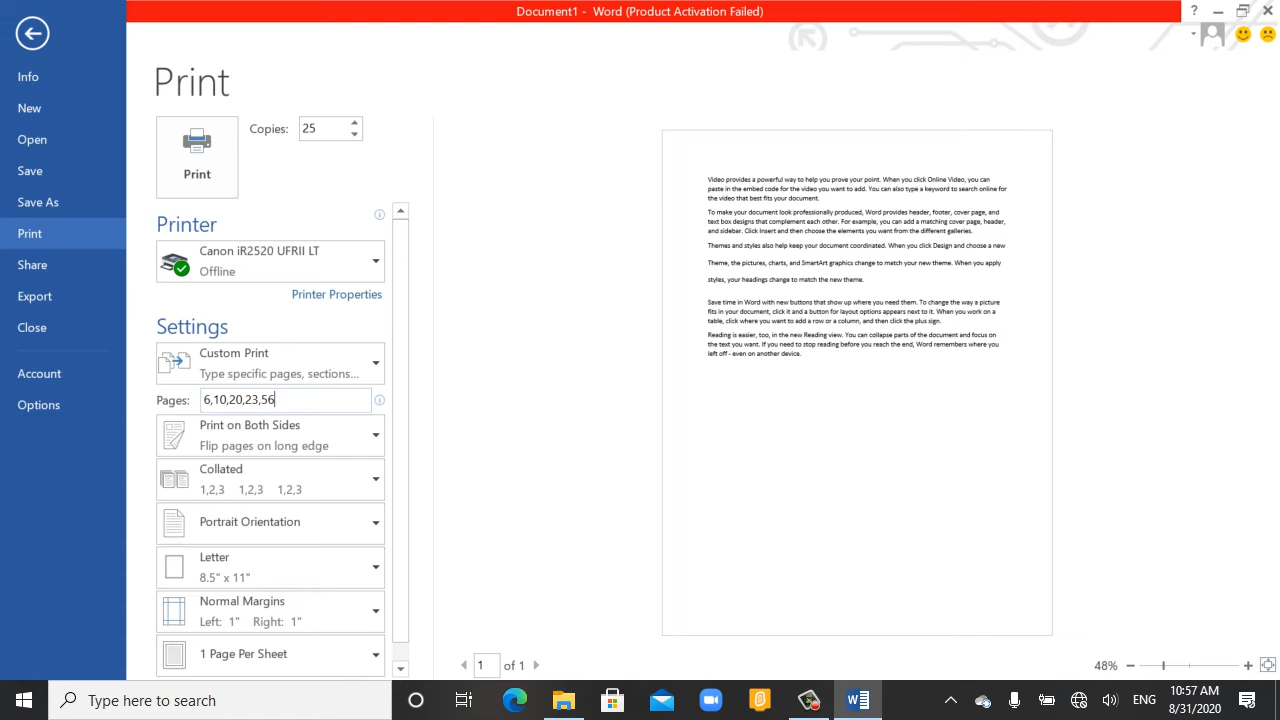 Document1 - Word (Product Activation Failed)
?
Info
New
Open
Save
Save As
Print
Share
Export
Close
Account
Options
Print
Print
Copies: 25
Printer
Canon iR2520 UFRII LT
Offline
Printer Properties
Settings
Custom Print
Type specific pages, sections...
Pages: 6,10,20,23,56
Print on Both Sides
Flip pages on long edge
Collated
1,2,3 1,2,3 1,2,3
Portrait Orientation
Letter
8.5" x 11"
Normal Margins
Left: 1" Right: 1"
1 Page Per Sheet
Video provides a powerful way to help you prove your point. When you click Online Video, you can
paste in the embed code for the video you want to add. You can also type a keyword to search online for
the video that best fits your document.
To make your document look professionally produced, Word provides header, footer, cover page, and
text box designs that complement each other. For example, you can add a matching cover page, header,
and sidebar. Click Insert and then choose the elements you want from the different galleries.
Themes and styles also help keep your document coordinated. When you click Design and choose a new
Theme, the pictures, charts, and SmartArt graphics change to match your new theme. When you apply
styles, your headings change to match the new theme.
Save time in Word with new buttons that show up where you need them. To change the way a picture
fits in your document, click it and a button for layout options appears next to it. When you work on a
table, click where you want to add a row or a column, and then click the plus sign.
Reading is easier, too, in the new Reading view. You can collapse parts of the document and focus on
the text you want. If you need to stop reading before you reach the end, Word remembers where you
left off - even on another device.
1 of 1
48%
Type here to search
ENG
10:57 AM
8/31/2020